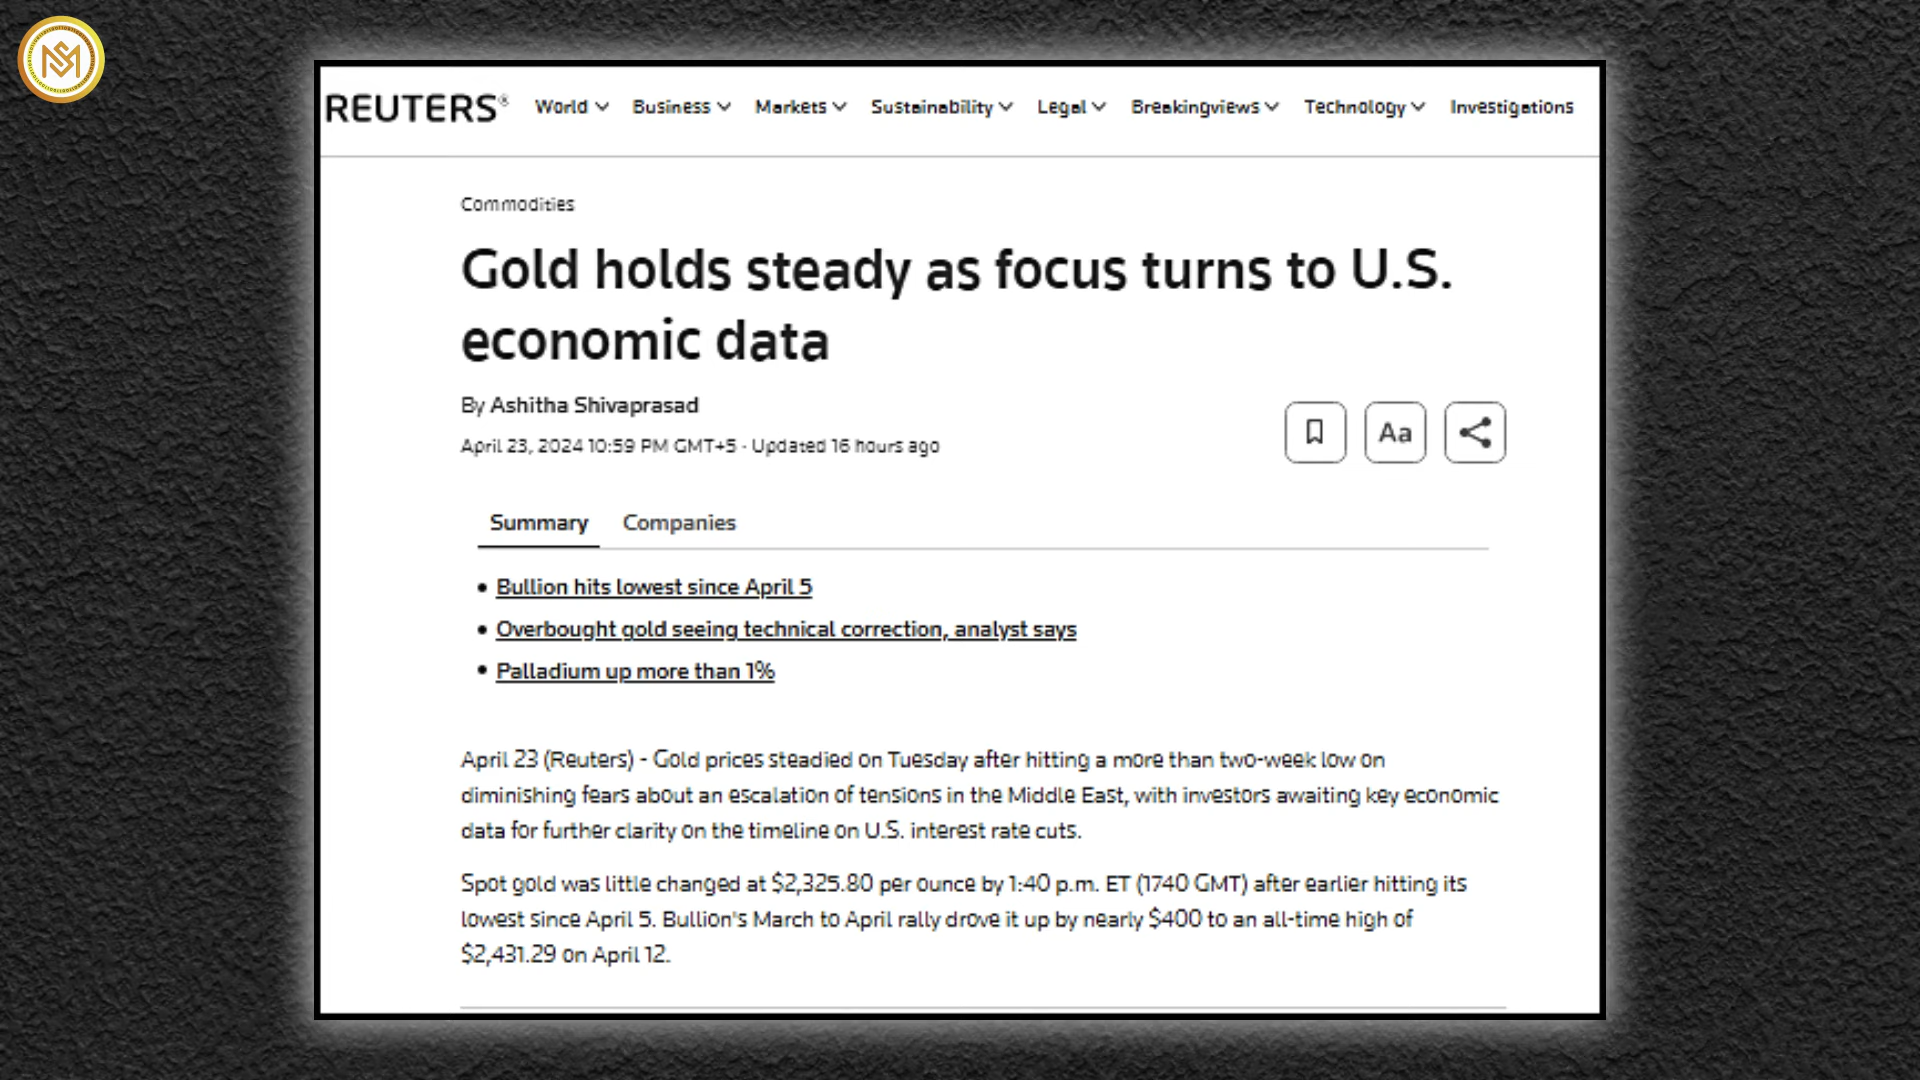 REUTERS®
World Business Markets Sustainability Legal Breakingviews Technology Investigations
Commodities
Gold holds steady as focus turns to U.S.
economic data
By Ashitha Shivaprasad
April 23, 2024 10:59 PM GMT+5 · Updated 16 hours ago
Aa
Summary Companies
• Bullion hits lowest since April 5
• Overbought gold seeing technical correction, analyst says
• Palladium up more than 1%
April 23 (Reuters) - Gold prices steadied on Tuesday after hitting a more than two-week low on
diminishing fears about an escalation of tensions in the Middle East, with investors awaiting key economic
data for further clarity on the timeline on U.S. interest rate cuts.
Spot gold was little changed at $2,325.80 per ounce by 1:40 p.m. ET (1740 GMT) after earlier hitting its
lowest since April 5. Bullion's March to April rally drove it up by nearly $400 to an all-time high of
$2,431.29 on April 12.